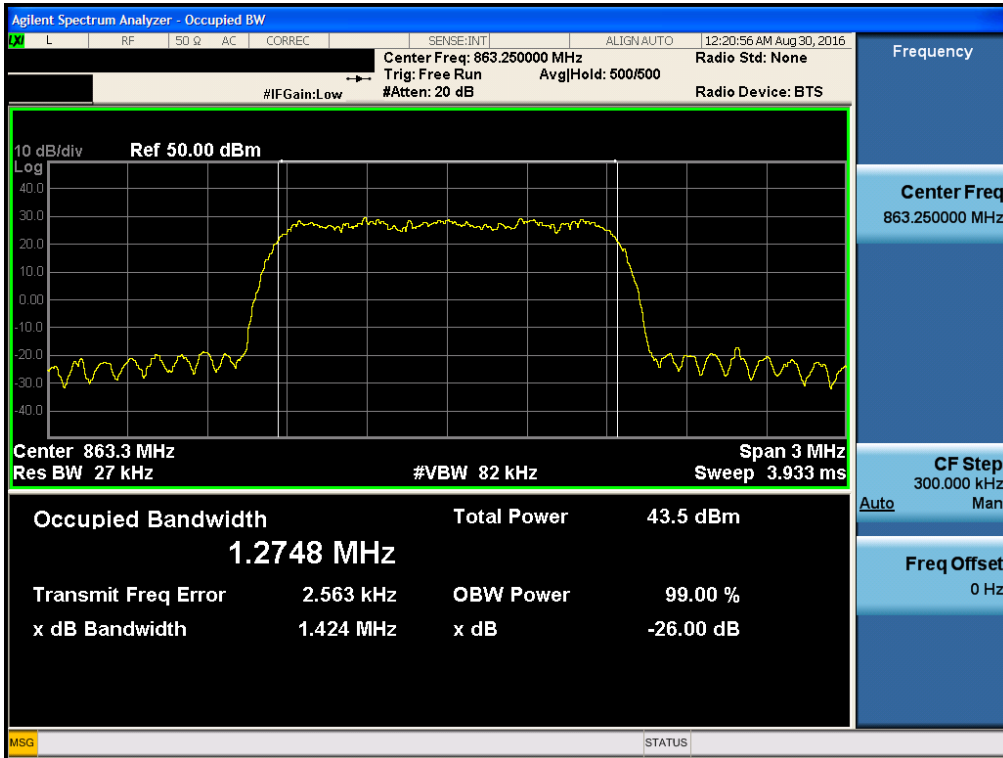 Agilent Spectrum Analyzer - Occupied BW
LXI L RF 50 Ω AC CORREC SENSE:INT ALIGN AUTO 12:20:56 AM Aug 30, 2016
Center Freq: 863.250000 MHz Radio Std: None
Trig: Free Run Avg|Hold: 500/500
#IFGain:Low #Atten: 20 dB Radio Device: BTS
10 dB/div Ref 50.00 dBm
Log
40.0
30.0
20.0
10.0
0.00
-10.0
-20.0
-30.0
-40.0
Center 863.3 MHz Span 3 MHz
Res BW 27 kHz #VBW 82 kHz Sweep 3.933 ms
Occupied Bandwidth Total Power 43.5 dBm
1.2748 MHz
Transmit Freq Error 2.563 kHz OBW Power 99.00 %
x dB Bandwidth 1.424 MHz x dB -26.00 dB
Frequency
Center Freq
863.250000 MHz
CF Step
300.000 kHz
Auto Man
Freq Offset
0 Hz
MSG STATUS